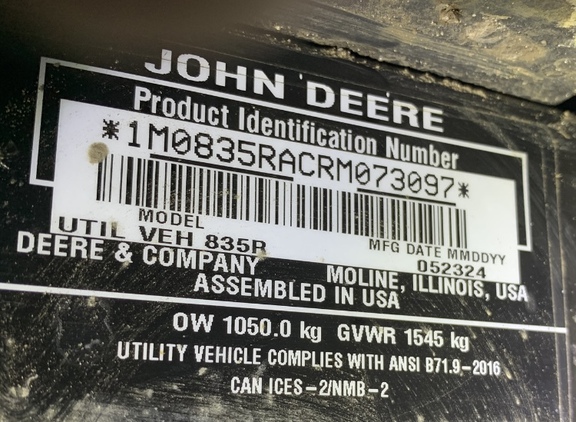 JOHN DEERE
Product Identification Number
*1M0835RACRM073097*
MODEL
UTIL VEH 835R
MFG DATE MMDDYY
052324
DEERE & COMPANY
MOLINE, ILLINOIS, USA
ASSEMBLED IN USA
OW 1050.0 kg GVWR 1545 kg
UTILITY VEHICLE COMPLIES WITH ANSI B71.9-2016
CAN ICES-2/NMB-2